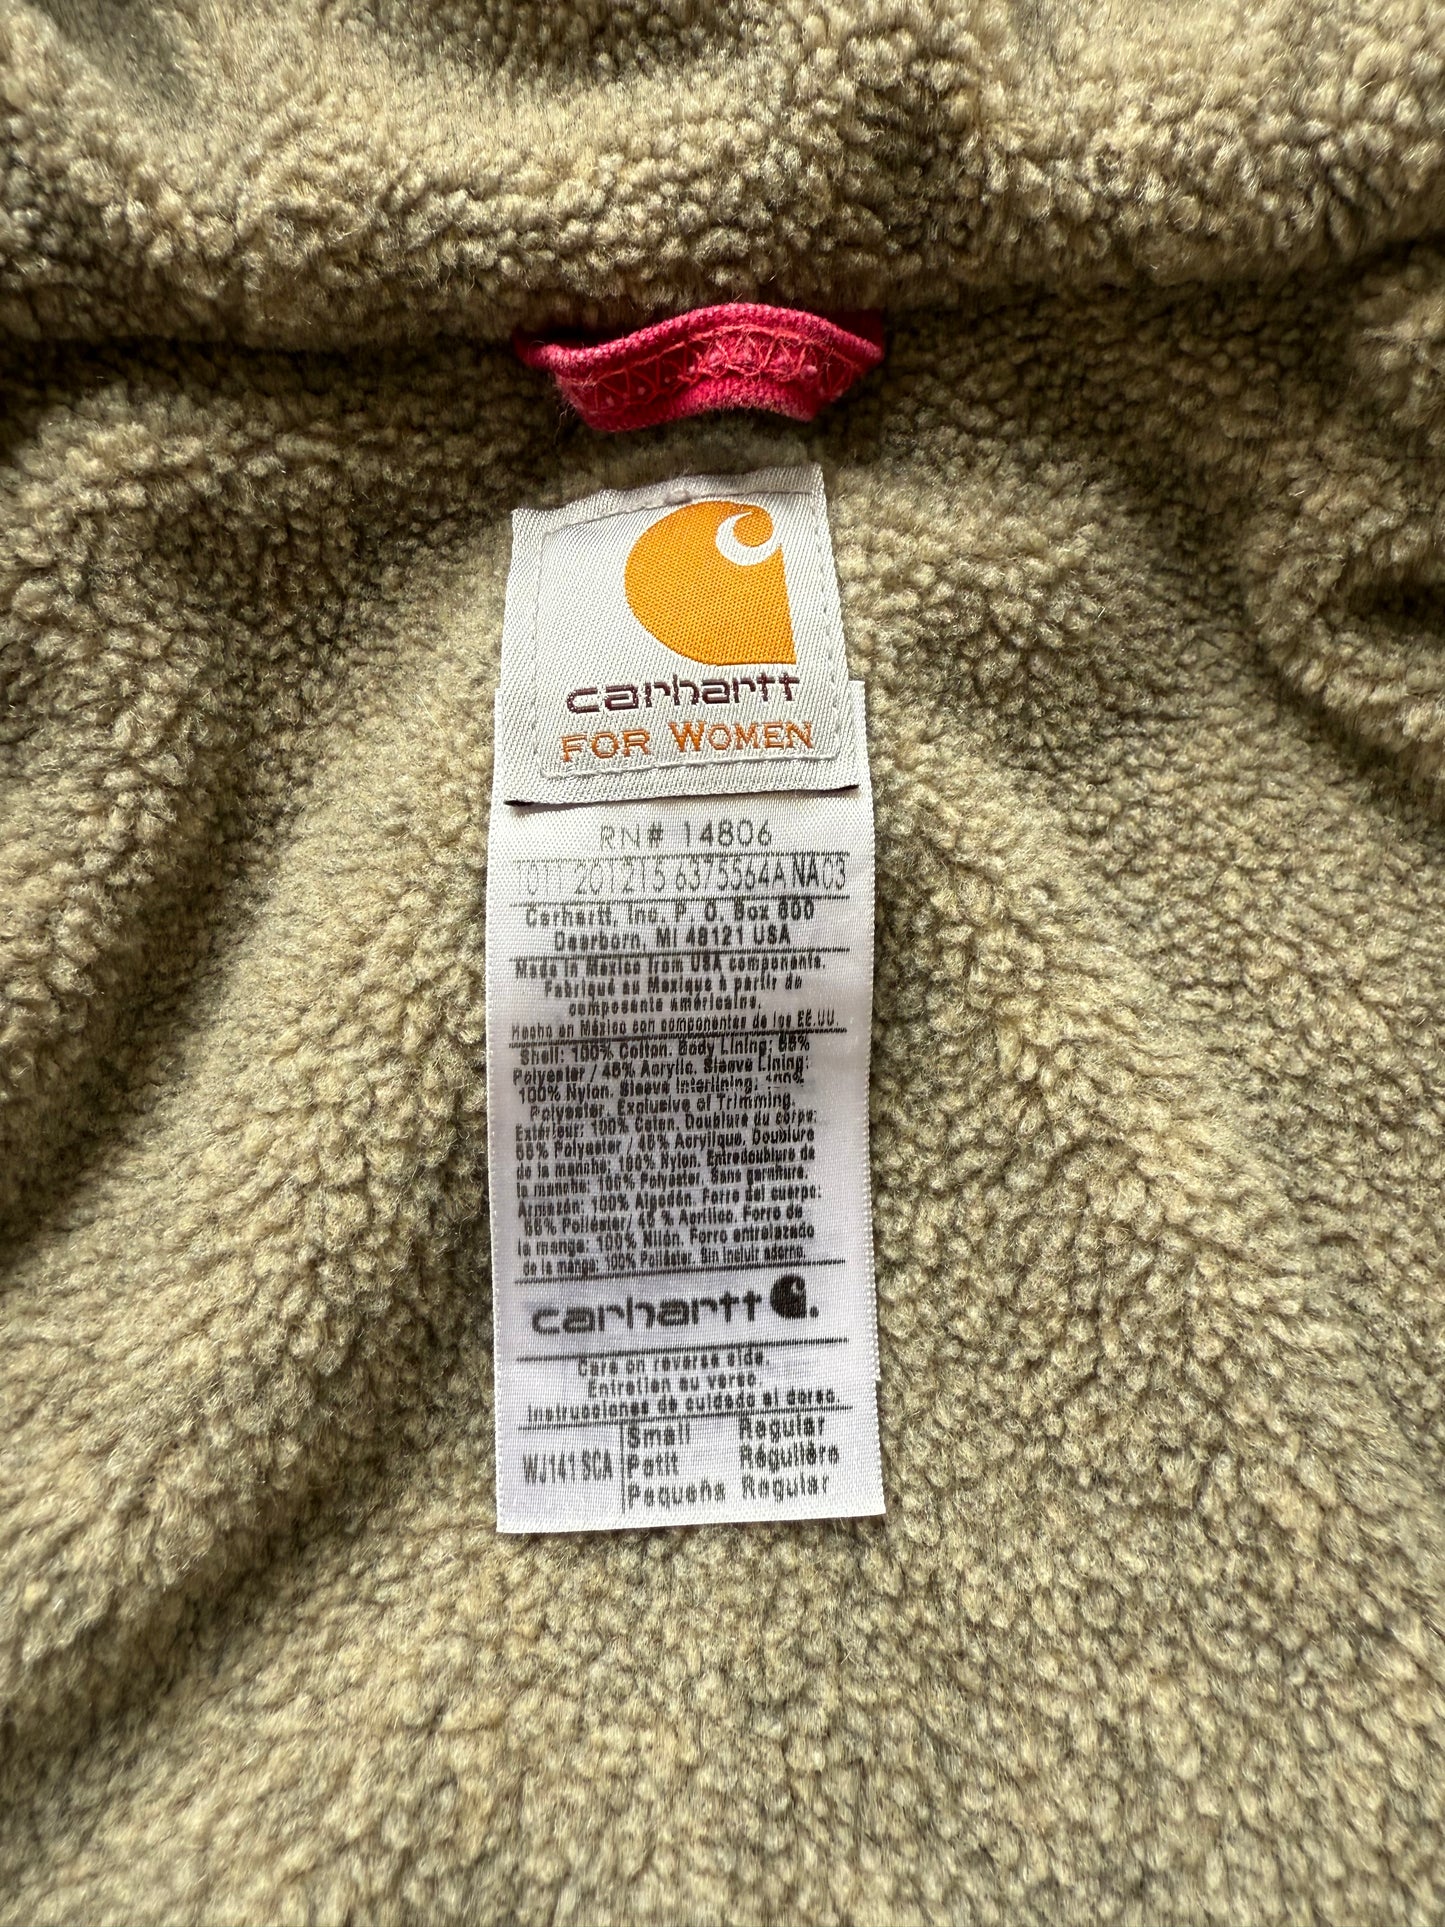 carhartt
FOR WOMEN
RN# 14806
1011 201215 6375564A NA03
Carhartt, Inc. P. O. Box 600
Dearborn, MI 48121 USA
Made in Mexico from USA components.
Fabriqué au Mexique à partir de
composants américains.
Hecho en México con componentes de los EE.UU.
Shell: 100% Cotton. Body Lining: 55%
Polyester / 45% Acrylic. Sleeve Lining:
100% Nylon. Sleeve Interlining: 100%
Polyester. Exclusive of Trimming.
Extérieur: 100% Coton. Doublure du corps:
55% Polyester / 45% Acrylique. Doublure
de la manche: 100% Nylon. Entredoublure de
la manche: 100% Polyester. Sans garniture.
Armazón: 100% Algodón. Forro del cuerpo:
55% Poliéster/ 45 % Acrílico. Forro de
la manga: 100% Nilón. Forro entrelazado
de la manga: 100% Poliéster. Sin incluir adorno.
carhartt
Care on reverse side.
Entretien au verso
Instrucciones de cuidado al dorso.
WJ141 SCA
Small Regular
Petit Régulière
Pequeña Regular